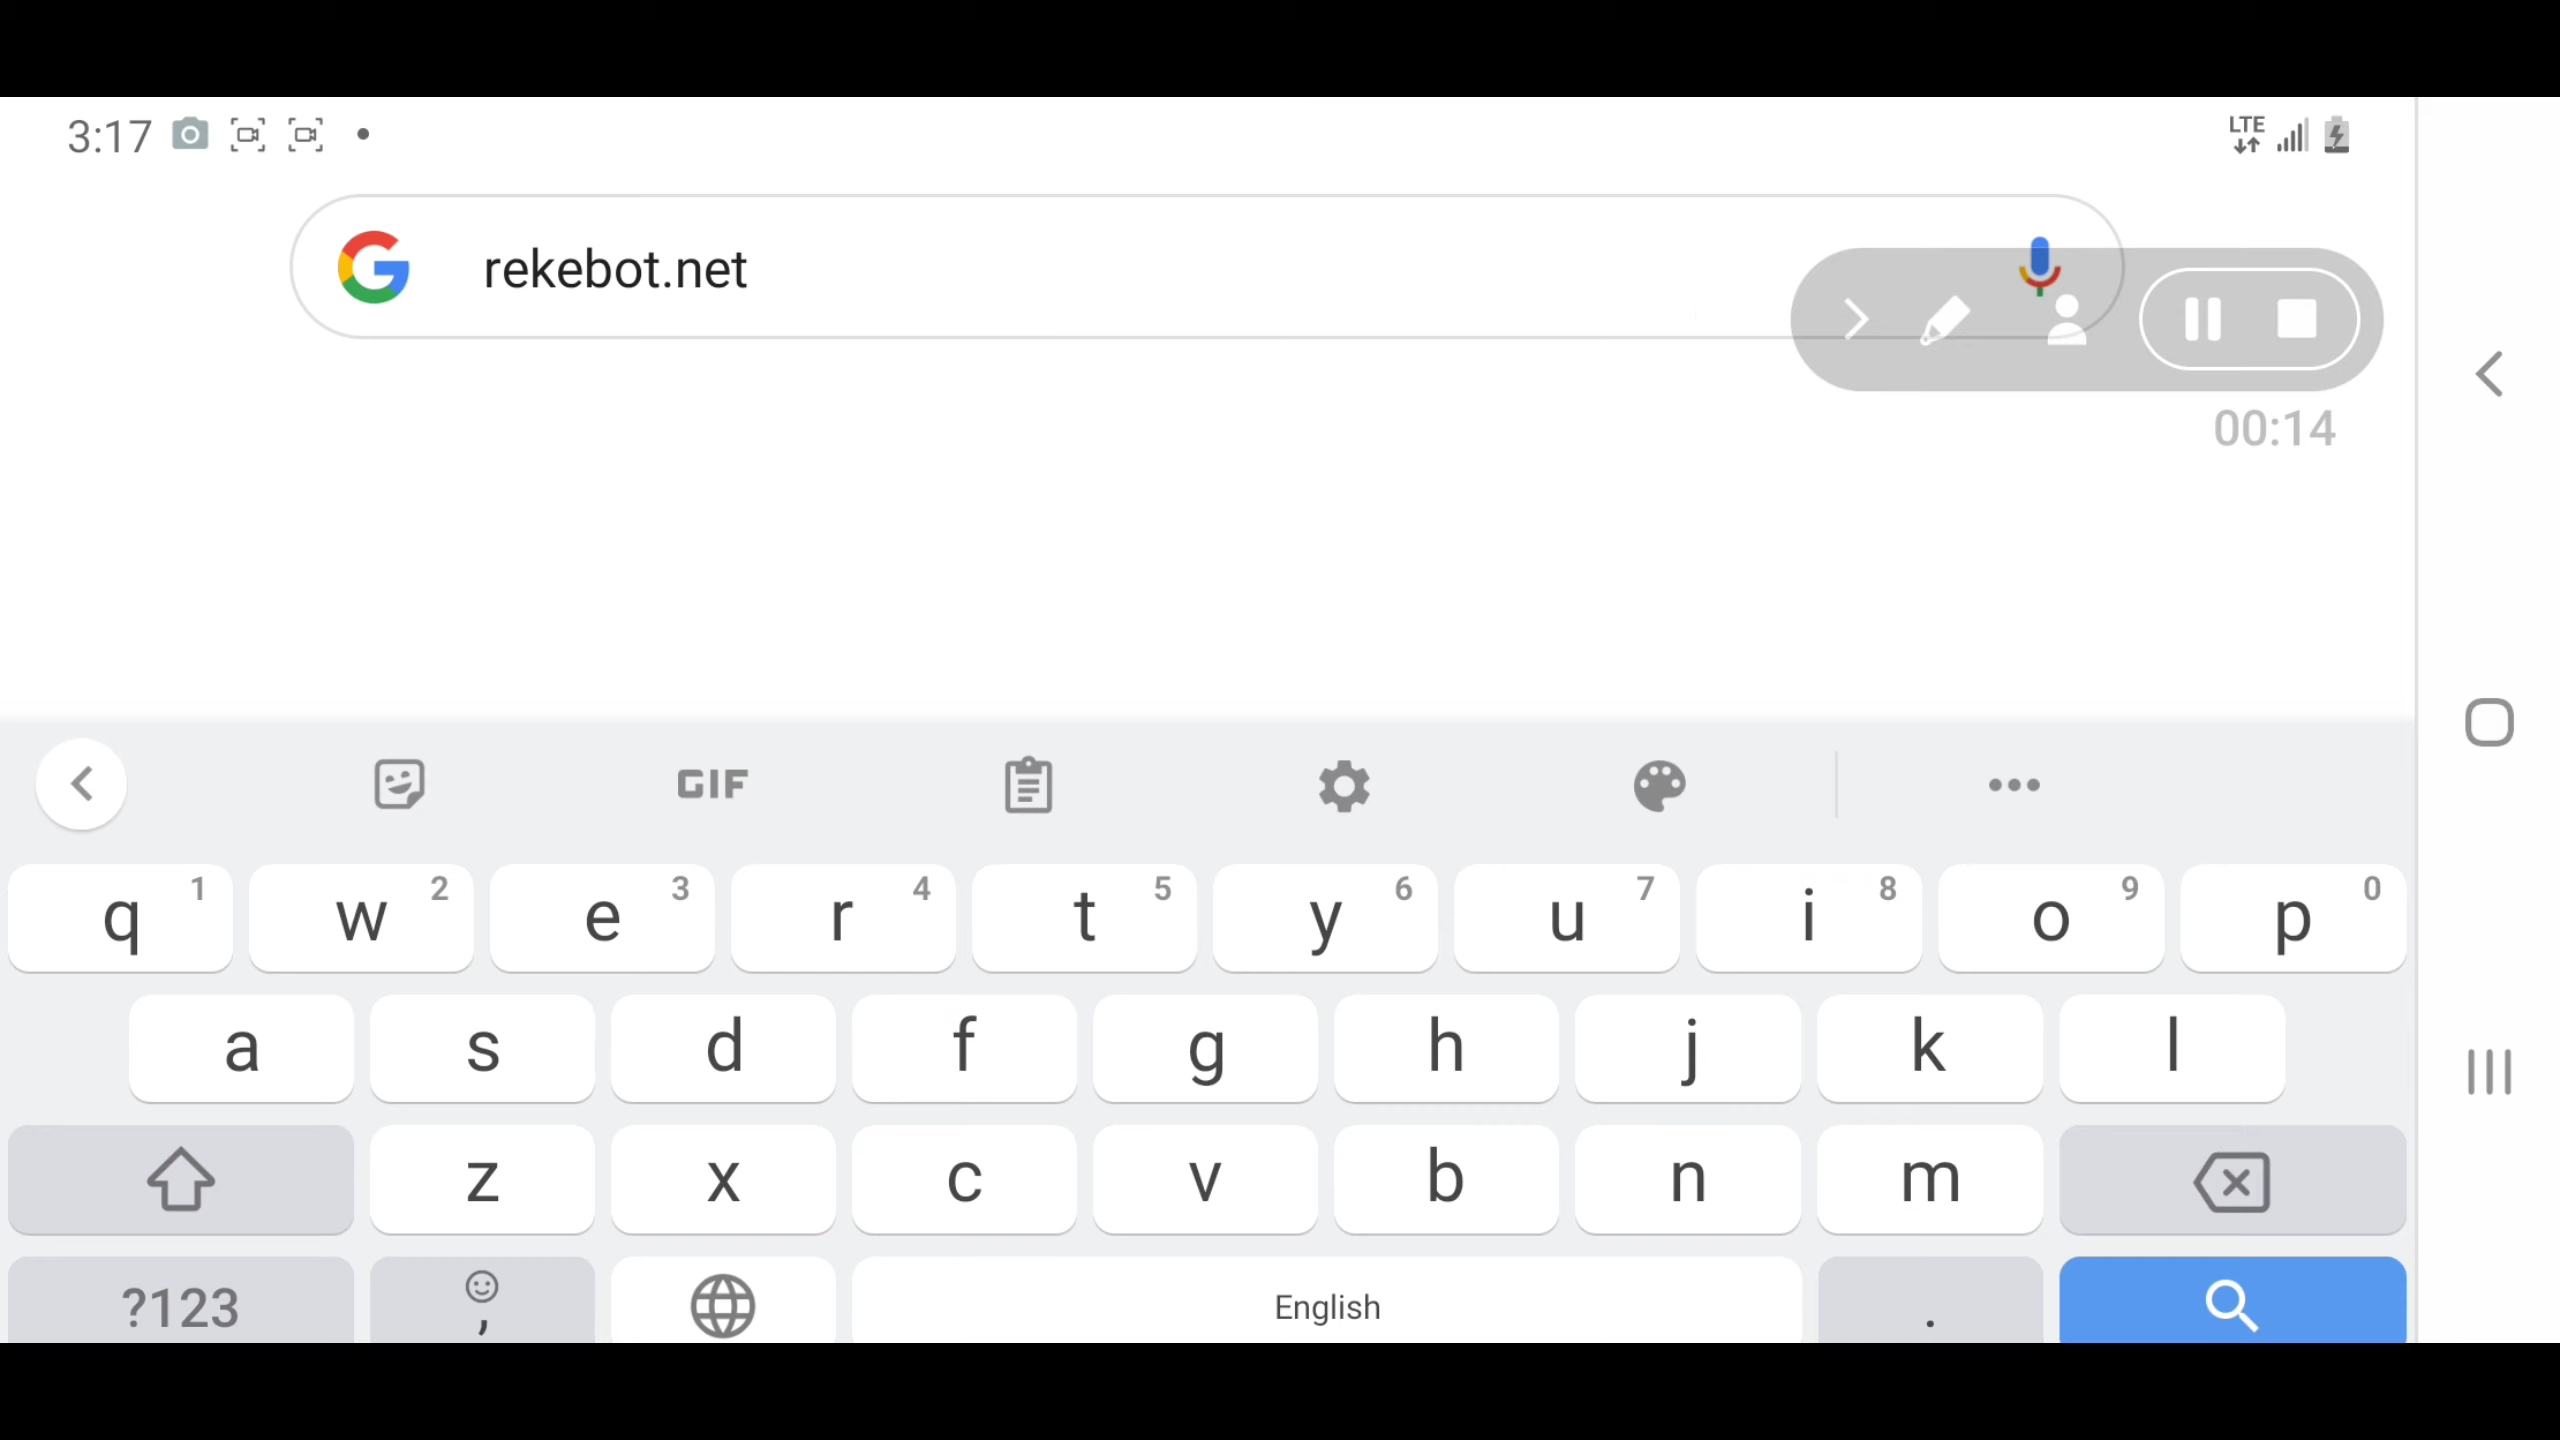 3:17
LTE
rekebot.net
00:14
GIF
q 1 w 2 e 3 r 4 t 5 y 6 u 7 i 8 o 9 p 0
a s d f g h j k l
z x c v b n m
?123 , English .